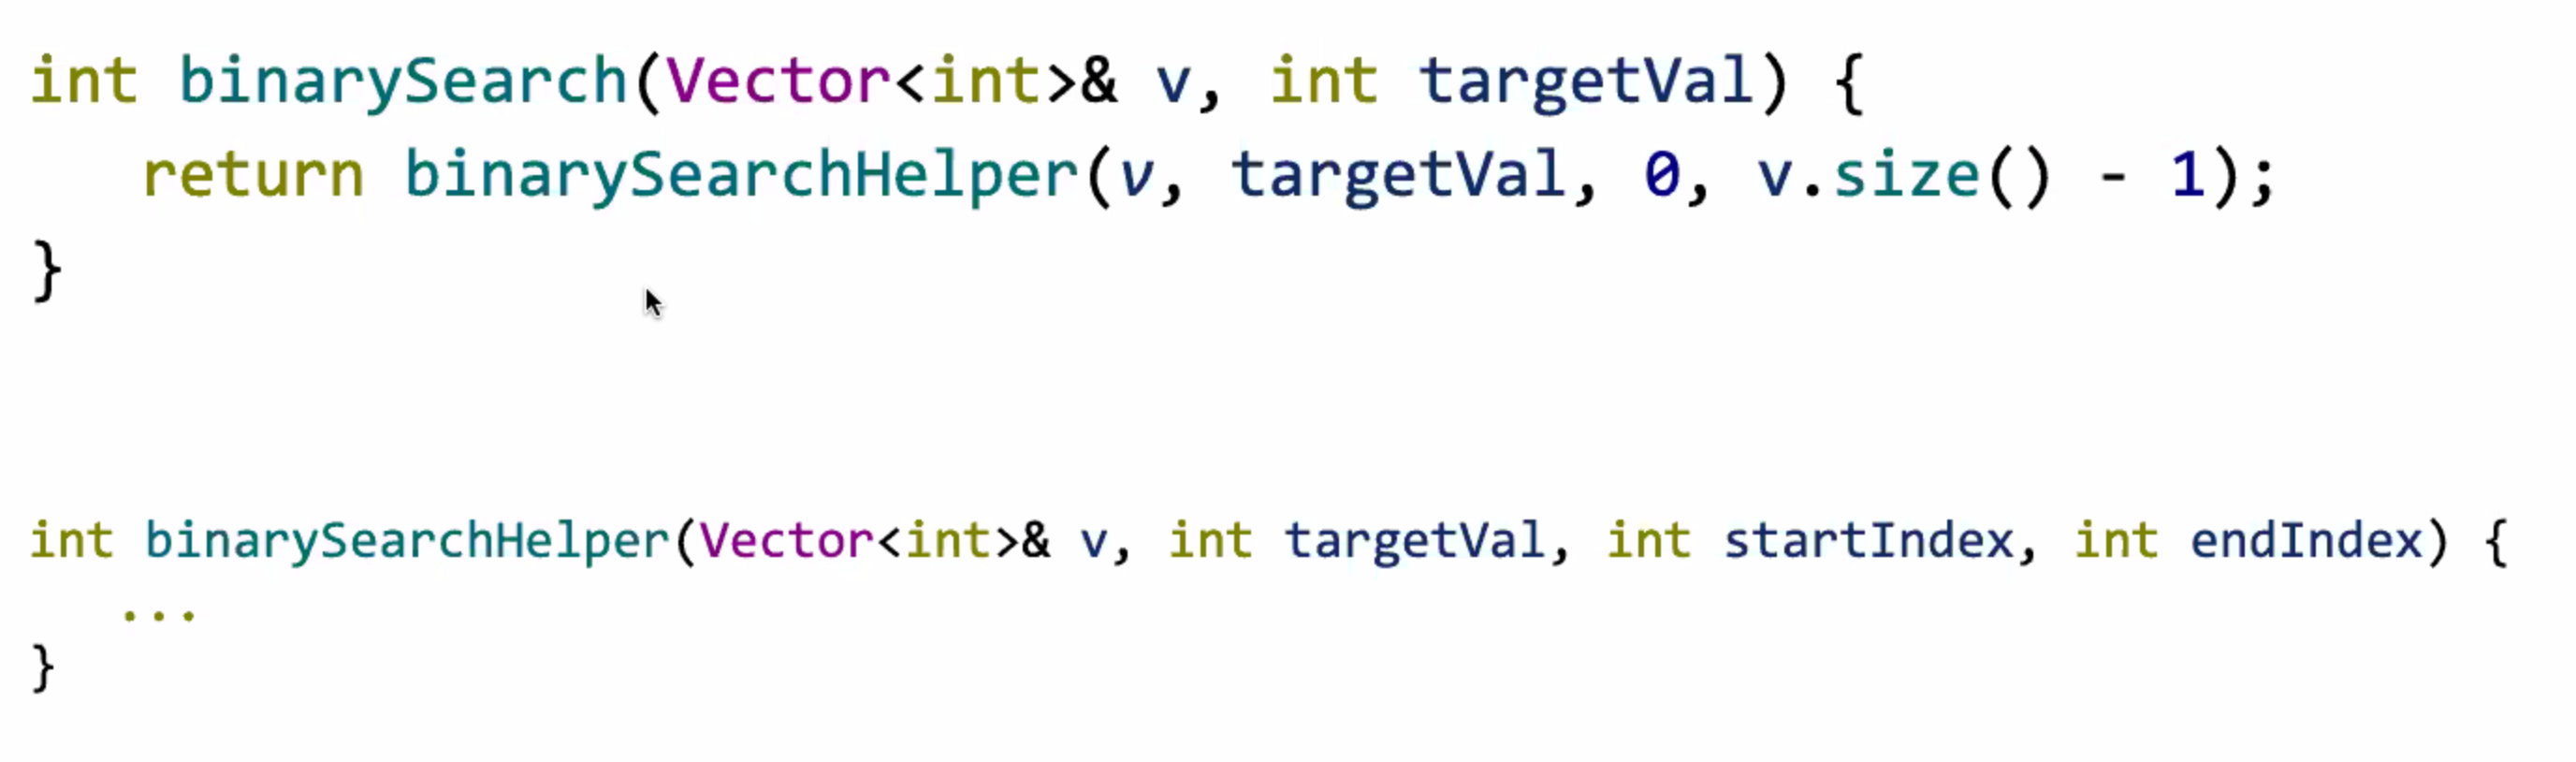 int binarySearch(Vector<int>& v, int targetVal) {
return binarySearchHelper(v, targetVal, 0, v.size() - 1);
}
int binarySearchHelper(Vector<int>& v, int targetVal, int startIndex, int endIndex) {
...
}